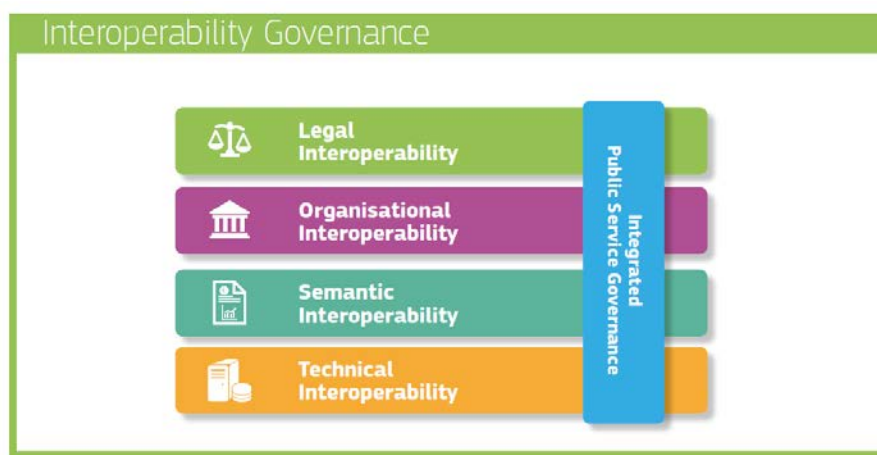 Interoperability Governance
Legal
Interoperability
Organisational
Interoperability
Semantic
Interoperability
Technical
Interoperability
Integrated
Public Service Governance